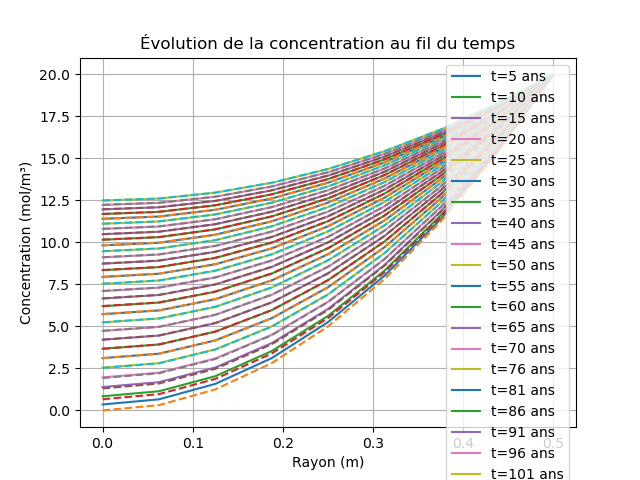 Évolution de la concentration au fil du temps
20.0
17.5
15.0
12.5
10.0
7.5
5.0
2.5
0.0
Concentration (mol/m³)
0.0 0.1 0.2 0.3 0.4 0.5
Rayon (m)
t=5 ans
t=10 ans
t=15 ans
t=20 ans
t=25 ans
t=30 ans
t=35 ans
t=40 ans
t=45 ans
t=50 ans
t=55 ans
t=60 ans
t=65 ans
t=70 ans
t=76 ans
t=81 ans
t=86 ans
t=91 ans
t=96 ans
t=101 ans